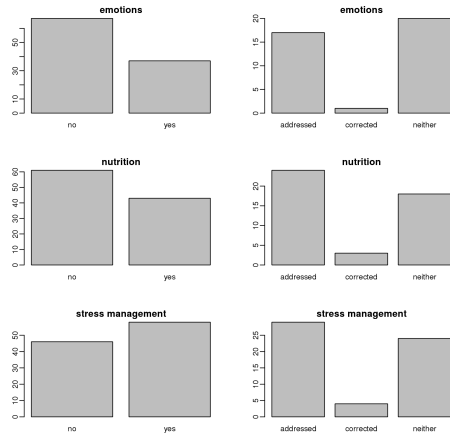 emotions
emotions
0
10
30
50
no
yes
0
5
10
15
20
addressed
corrected
neither
nutrition
nutrition
0
10
20
30
40
50
60
no
yes
0
5
10
15
20
addressed
corrected
neither
stress management
stress management
0
10
20
30
40
50
no
yes
0
5
10
15
20
25
addressed
corrected
neither